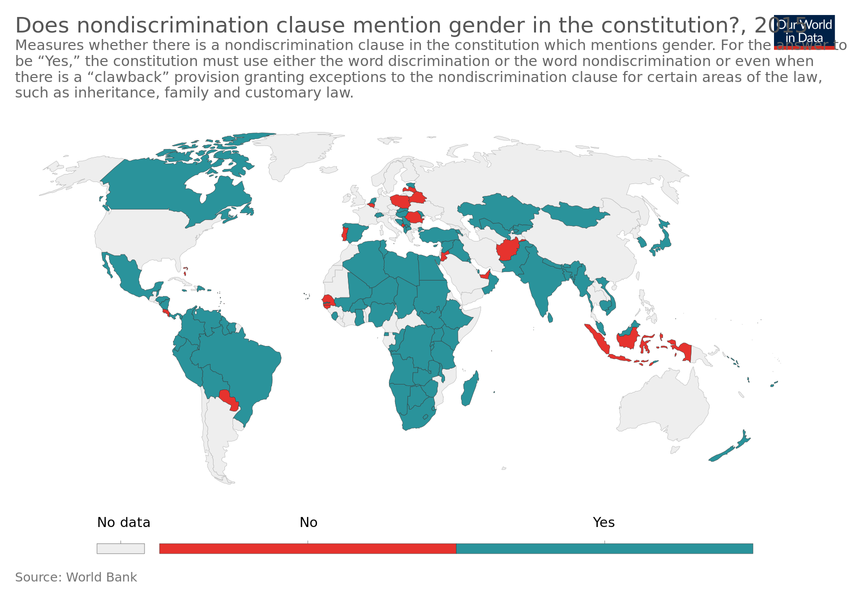 Does nondiscrimination clause mention gender in the constitution?, 2015
Our World
in Data
Measures whether there is a nondiscrimination clause in the constitution which mentions gender. For the answer to
be “Yes,” the constitution must use either the word discrimination or the word nondiscrimination or even when
there is a “clawback” provision granting exceptions to the nondiscrimination clause for certain areas of the law,
such as inheritance, family and customary law.
No data
No
Yes
Source: World Bank